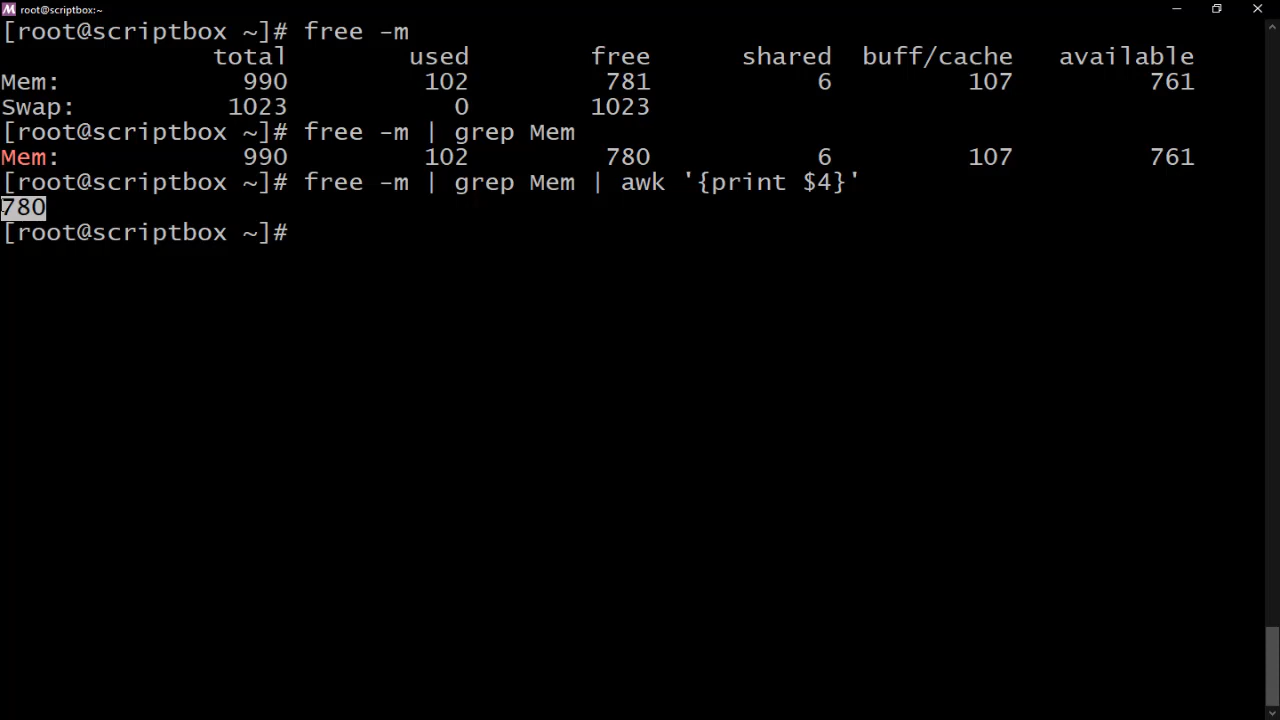 root@scriptbox:~
[root@scriptbox ~]# free -m
total used free shared buff/cache available
Mem: 990 102 781 6 107 761
Swap: 1023 0 1023
[root@scriptbox ~]# free -m | grep Mem
Mem: 990 102 780 6 107 761
[root@scriptbox ~]# free -m | grep Mem | awk '{print $4}'
780
[root@scriptbox ~]#